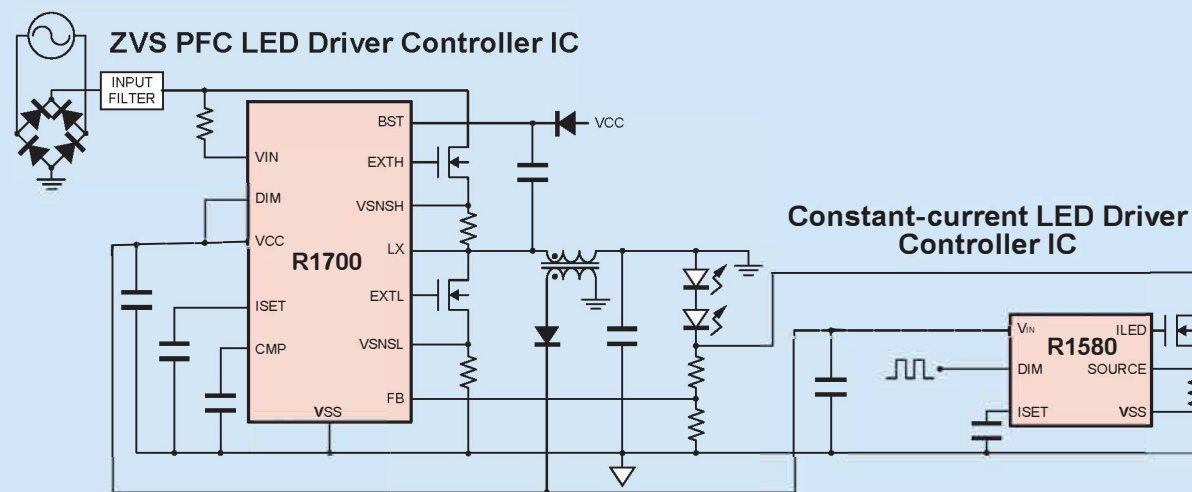 ZVS PFC LED Driver Controller IC
INPUT
FILTER
BST
VCC
VIN
EXTH
DIM
VSNSH
VCC
LX
R1700
ISET
EXTL
CMP
VSNSL
FB
VSS
Constant-current LED Driver
Controller IC
VIN
ILED
R1580
DIM
SOURCE
ISET
VSS